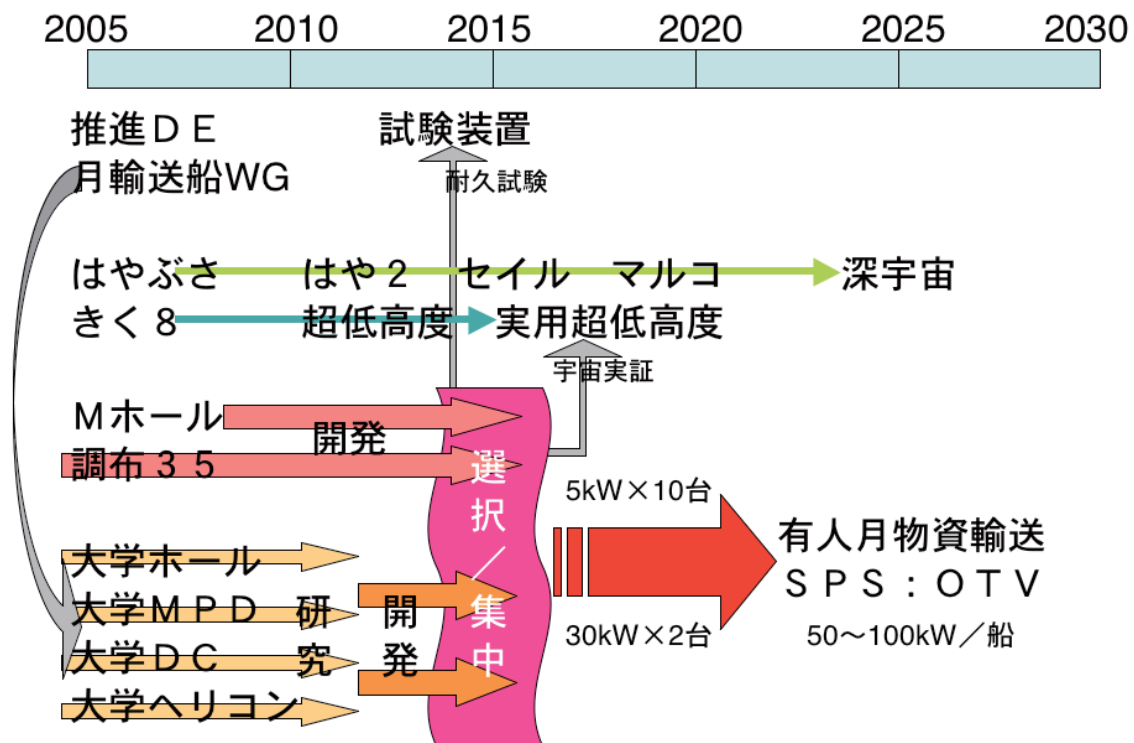 2005 2010 2015 2020 2025 2030
推進ＤＥ
月輸送船WG
試験装置
耐久試験
はやぶさ はや２ セイル マルコ 深宇宙
きく８ 超低高度 実用超低高度
宇宙実証
Ｍホール
調布３５
開発
選択／集中
大学ホール
大学ＭＰＤ
大学ＤＣ
大学ヘリコン
研究
開発
5kW×10台
30kW×2台
有人月物資輸送
ＳＰＳ：ＯＴＶ
50〜100kW／船